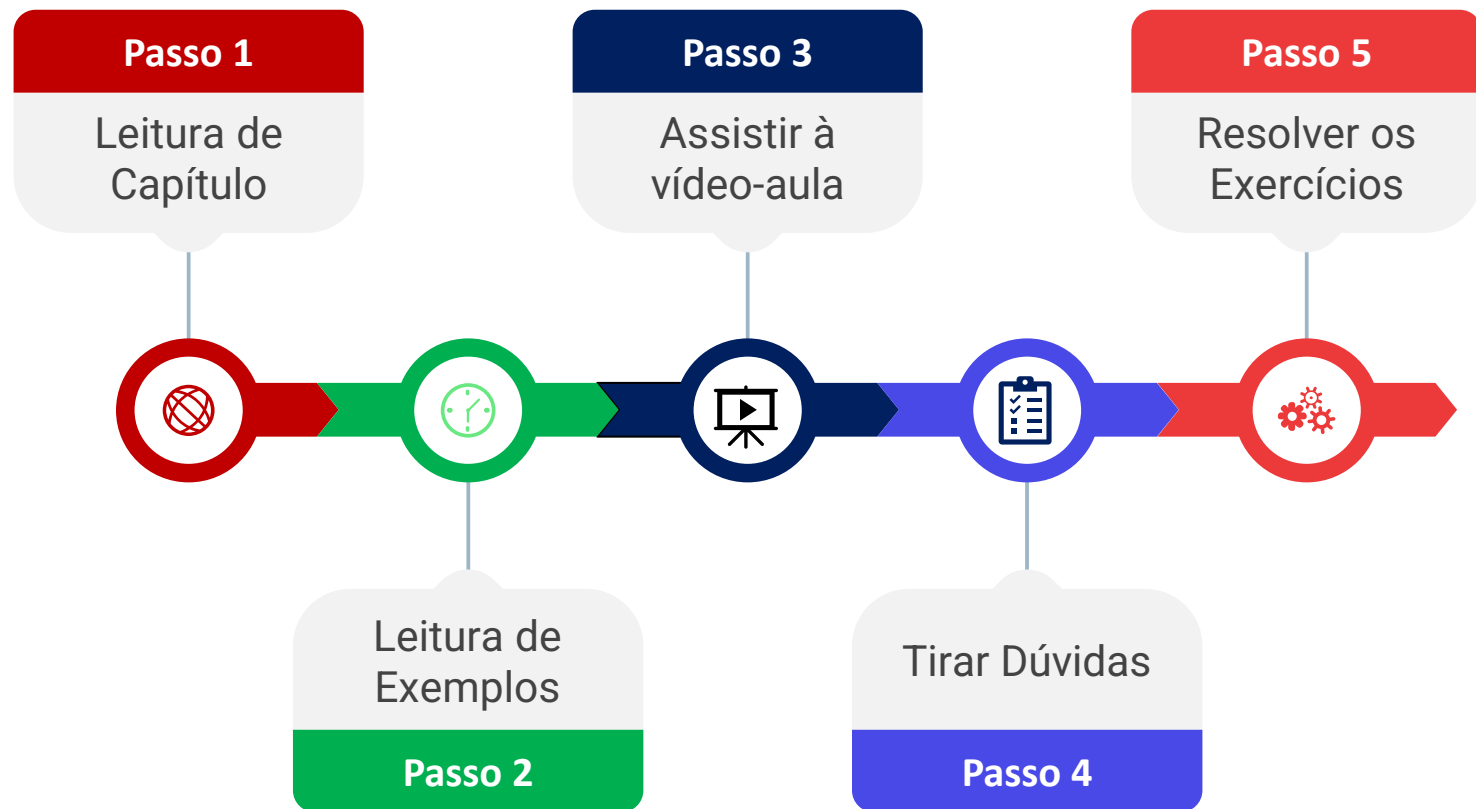 Passo 1
Leitura de
Capítulo
Leitura de
Exemplos
Passo 2
Passo 3
Assistir à
vídeo-aula
Tirar Dúvidas
Passo 4
Passo 5
Resolver os
Exercícios